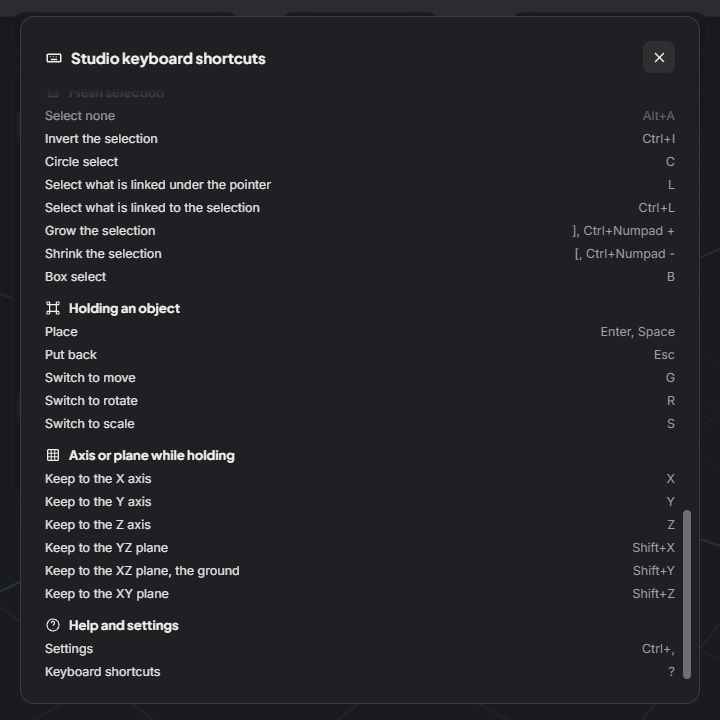 Studio keyboard shortcuts
Mesh selection
Select none Alt+A
Invert the selection Ctrl+I
Circle select C
Select what is linked under the pointer L
Select what is linked to the selection Ctrl+L
Grow the selection ], Ctrl+Numpad +
Shrink the selection [, Ctrl+Numpad -
Box select B
Holding an object
Place Enter, Space
Put back Esc
Switch to move G
Switch to rotate R
Switch to scale S
Axis or plane while holding
Keep to the X axis X
Keep to the Y axis Y
Keep to the Z axis Z
Keep to the YZ plane Shift+X
Keep to the XZ plane, the ground Shift+Y
Keep to the XY plane Shift+Z
Help and settings
Settings Ctrl+,
Keyboard shortcuts ?